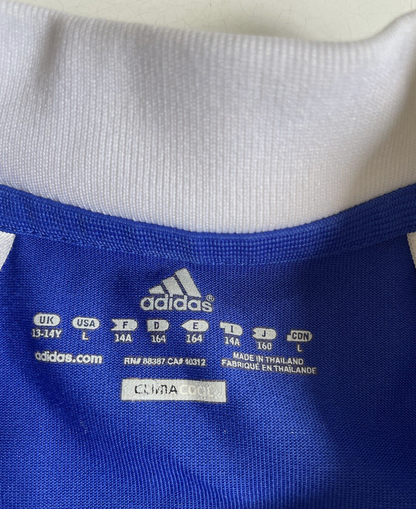 adidas®
UK USA F D E I J CDN
13-14Y L 14A 164 164 14A 160 L
adidas.com RN# 88387 CA# 40312 MADE IN THAILAND
FABRIQUÉ EN THAÏLANDE
CLIMACOOL